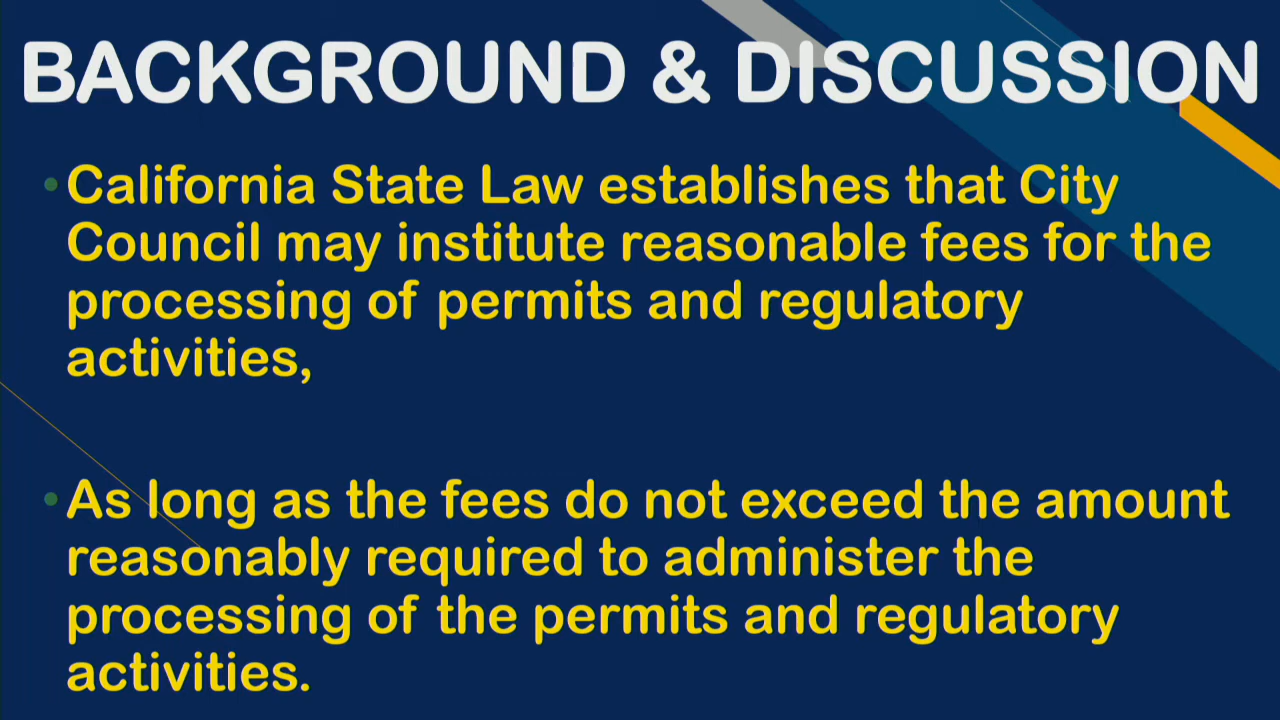 BACKGROUND & DISCUSSION
•California State Law establishes that City
Council may institute reasonable fees for the
processing of permits and regulatory
activities,
•As long as the fees do not exceed the amount
reasonably required to administer the
processing of the permits and regulatory
activities.